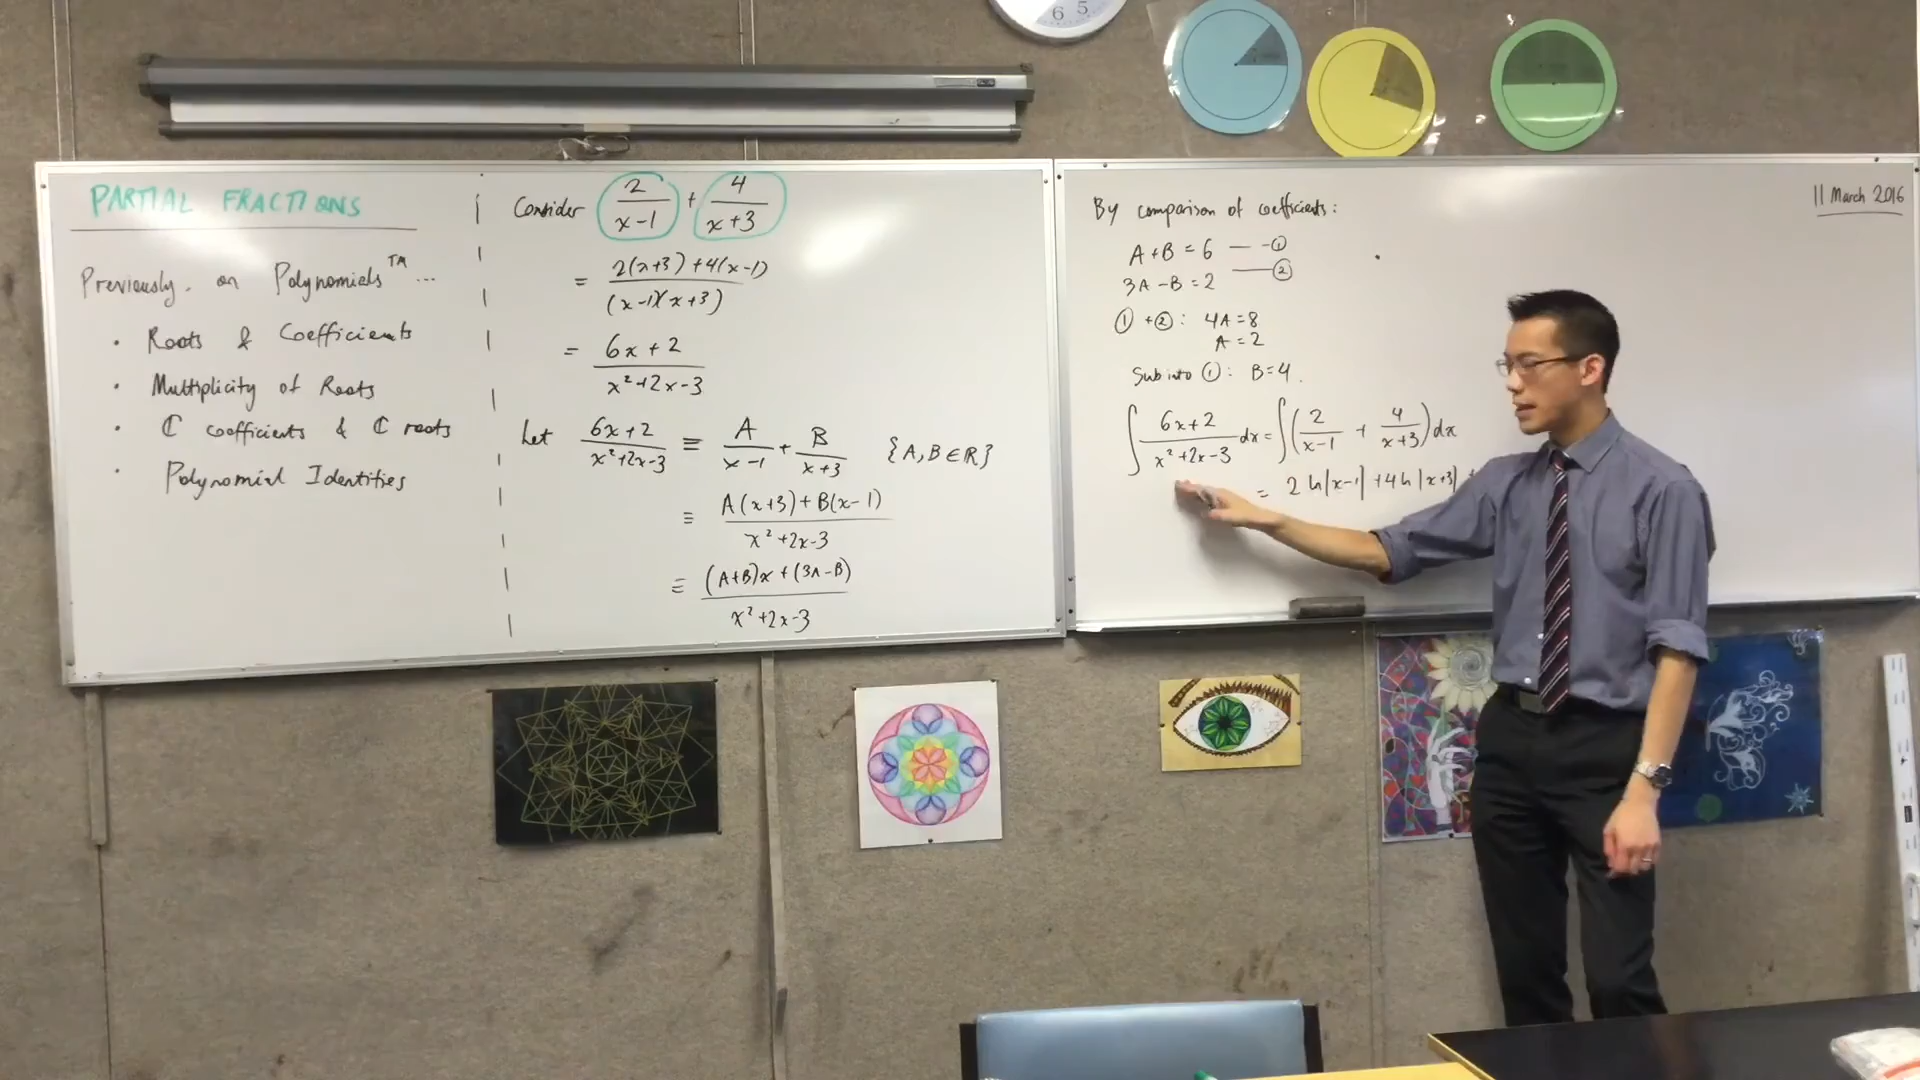 6 5
PARTIAL FRACTIONS
Previously, on Polynomials™...
• Roots & Coefficients
• Multiplicity of Roots
• ℂ coefficients & ℂ roots
• Polynomial Identities
Consider 2/(x-1) + 4/(x+3)
= (2(x+3)+4(x-1))/((x-1)(x+3))
= (6x+2)/(x²+2x-3)
Let (6x+2)/(x²+2x-3) ≡ A/(x-1) + B/(x+3) {A,B∈ℝ}
≡ (A(x+3)+B(x-1))/(x²+2x-3)
≡ ((A+B)x+(3A-B))/(x²+2x-3)
11 March 2016
By comparison of coefficients:
A+B=6 — ①
3A-B=2 — ②
①+②: 4A=8
A=2
Sub into ①: B=4.
∫ (6x+2)/(x²+2x-3) dx = ∫(2/(x-1) + 4/(x+3)) dx
= 2 ln|x-1| + 4 ln|x+3|